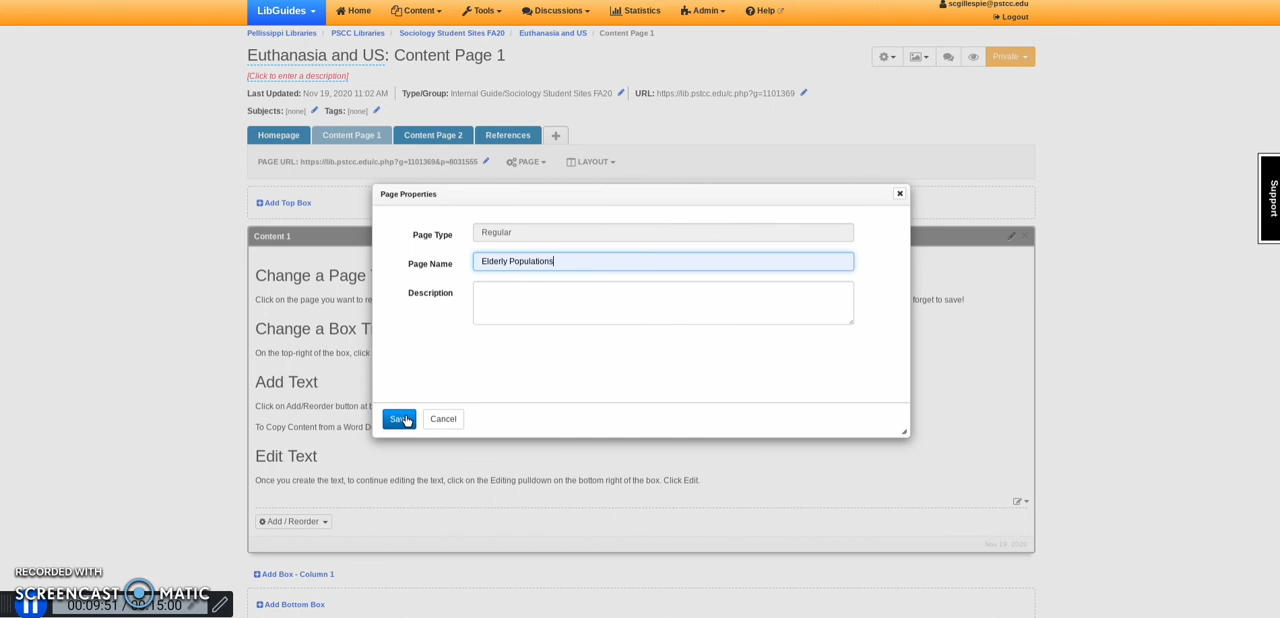 LibGuides Home Content Tools Discussions Statistics Admin Help scgillespie@pstcc.edu
Logout
Pellissippi Libraries / PSCC Libraries / Sociology Student Sites FA20 / Euthanasia and US / Content Page 1
Euthanasia and US: Content Page 1
Private
[Click to enter a description]
Last Updated: Nov 19, 2020 11:02 AM Type/Group: Internal Guide/Sociology Student Sites FA20 URL: https://lib.pstcc.edu/c.php?g=1101369
Subjects: [none] Tags: [none]
Homepage Content Page 1 Content Page 2 References
PAGE URL: https://lib.pstcc.edu/c.php?g=1101369&p=8031555 PAGE LAYOUT
Support
Page Properties
Add Top Box
Page Type Regular
Content 1
Page Name Elderly Populations
Change a Page
Description
Click on the page you want to forget to save!
Change a Box
On the top-right of the box, click
Add Text
Click on Add/Reorder button at
Save Cancel
To Copy Content from a Word
Edit Text
Once you create the text, to continue editing the text, click on the Editing pulldown on the bottom right of the box. Click Edit.
Add / Reorder
Nov 19, 2020
RECORDED WITH
Add Box - Column 1
SCREENCAST MATIC
00:09:51 / 00:15:00
Add Bottom Box